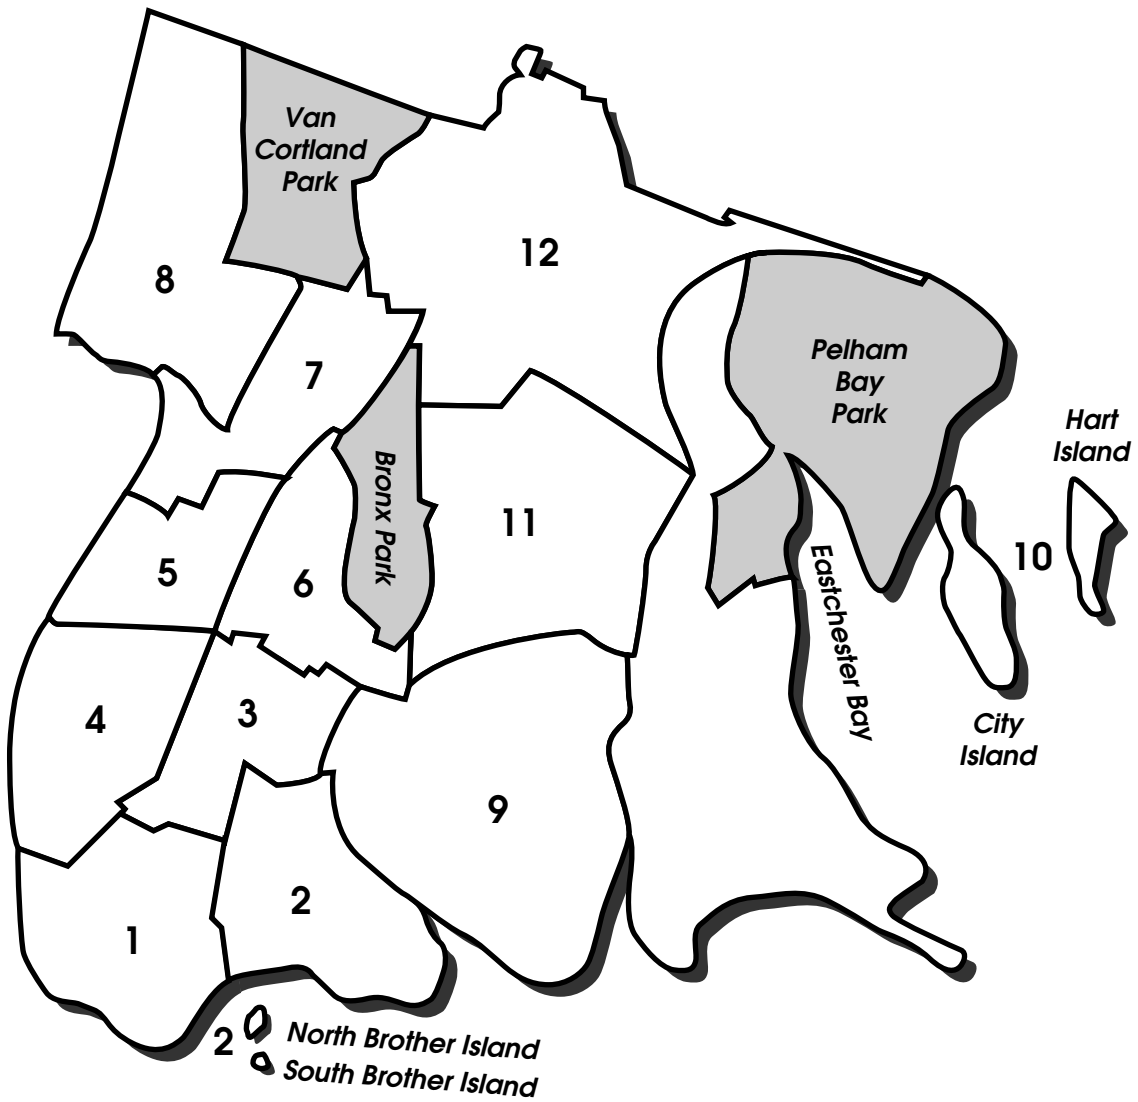 Van
Cortland
Park
12
8
Pelham
Bay
Park
7
Hart
Island
Bronx Park
11
10
5
6
Eastchester Bay
4
3
City
Island
9
2
1
2
North Brother Island
South Brother Island